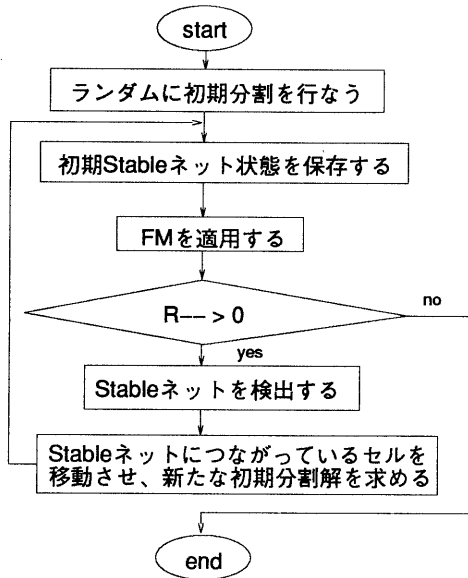 start
ランダムに初期分割を行なう
初期Stableネット状態を保存する
FMを適用する
R−− > 0
no
yes
Stableネットを検出する
Stableネットにつながっているセルを
移動させ、新たな初期分割解を求める
end